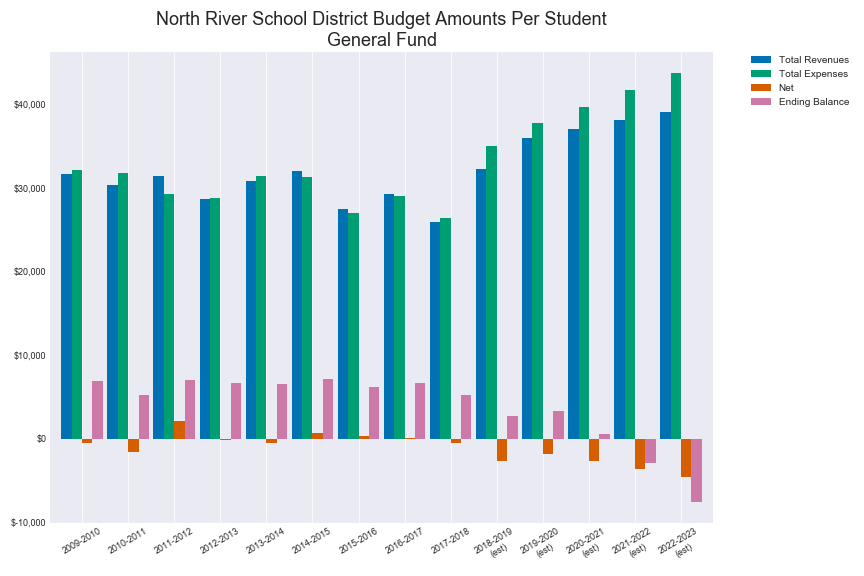 North River School District Budget Amounts Per Student
General Fund
Total Revenues
Total Expenses
Net
Ending Balance
$40,000
$30,000
$20,000
$10,000
$0
$-10,000
2009-2010
2010-2011
2011-2012
2012-2013
2013-2014
2014-2015
2015-2016
2016-2017
2017-2018
2018-2019
(est)
2019-2020
(est)
2020-2021
(est)
2021-2022
(est)
2022-2023
(est)